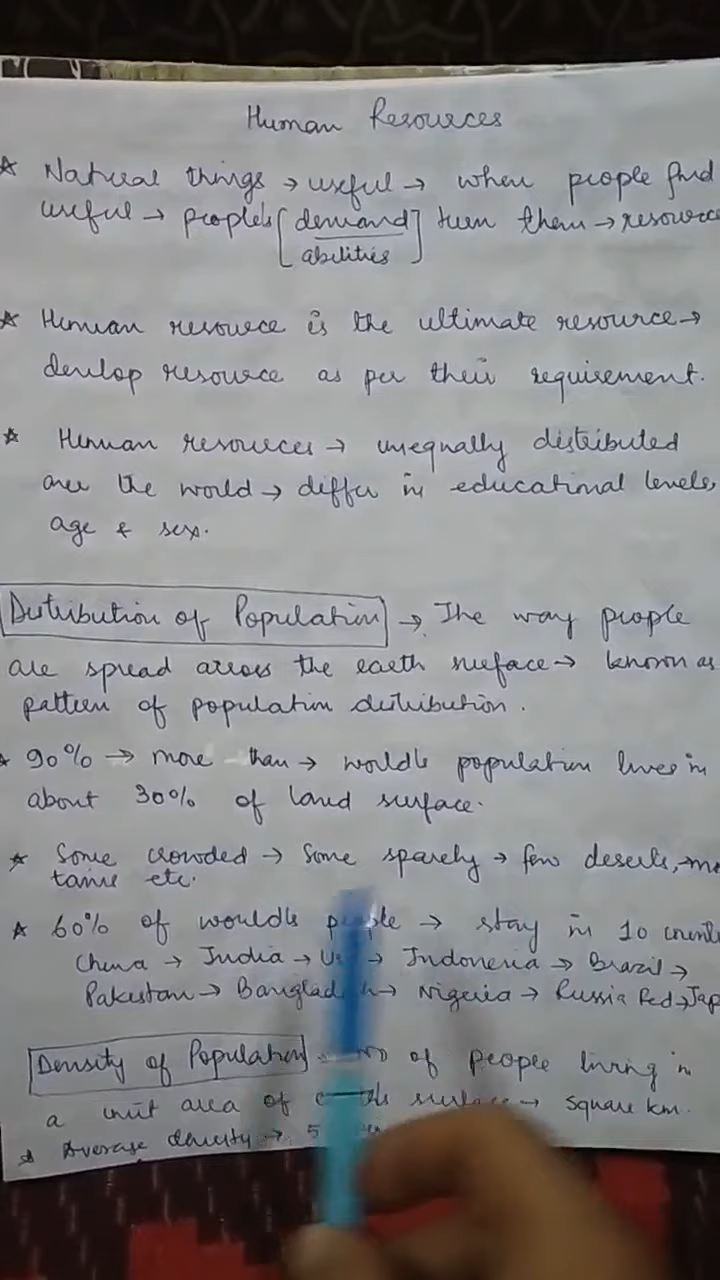 Human Resources
★ Natural things → useful → when people find
useful → people's [demand/abilities] turn them → resource
★ Human resource is the ultimate resource →
develop resource as per their requirement.
★ Human resources → unequally distributed
over the world → differ in educational levels,
age & sex.
Distribution of Population → The way people
are spread across the earth surface → known as
pattern of population distribution.
★ 90% → more than → world's population lives in
about 30% of land surface.
★ Some crowded → Some sparely → few deserts,
tains etc.
★ 60% of world's people → stay in 10
China → India → → Indonesia → Brazil →
Pakistan → → Nigeria → Russia Fed → Jap
Density of Population no of people living in
a unit area of surface → square km.
★ Average density →